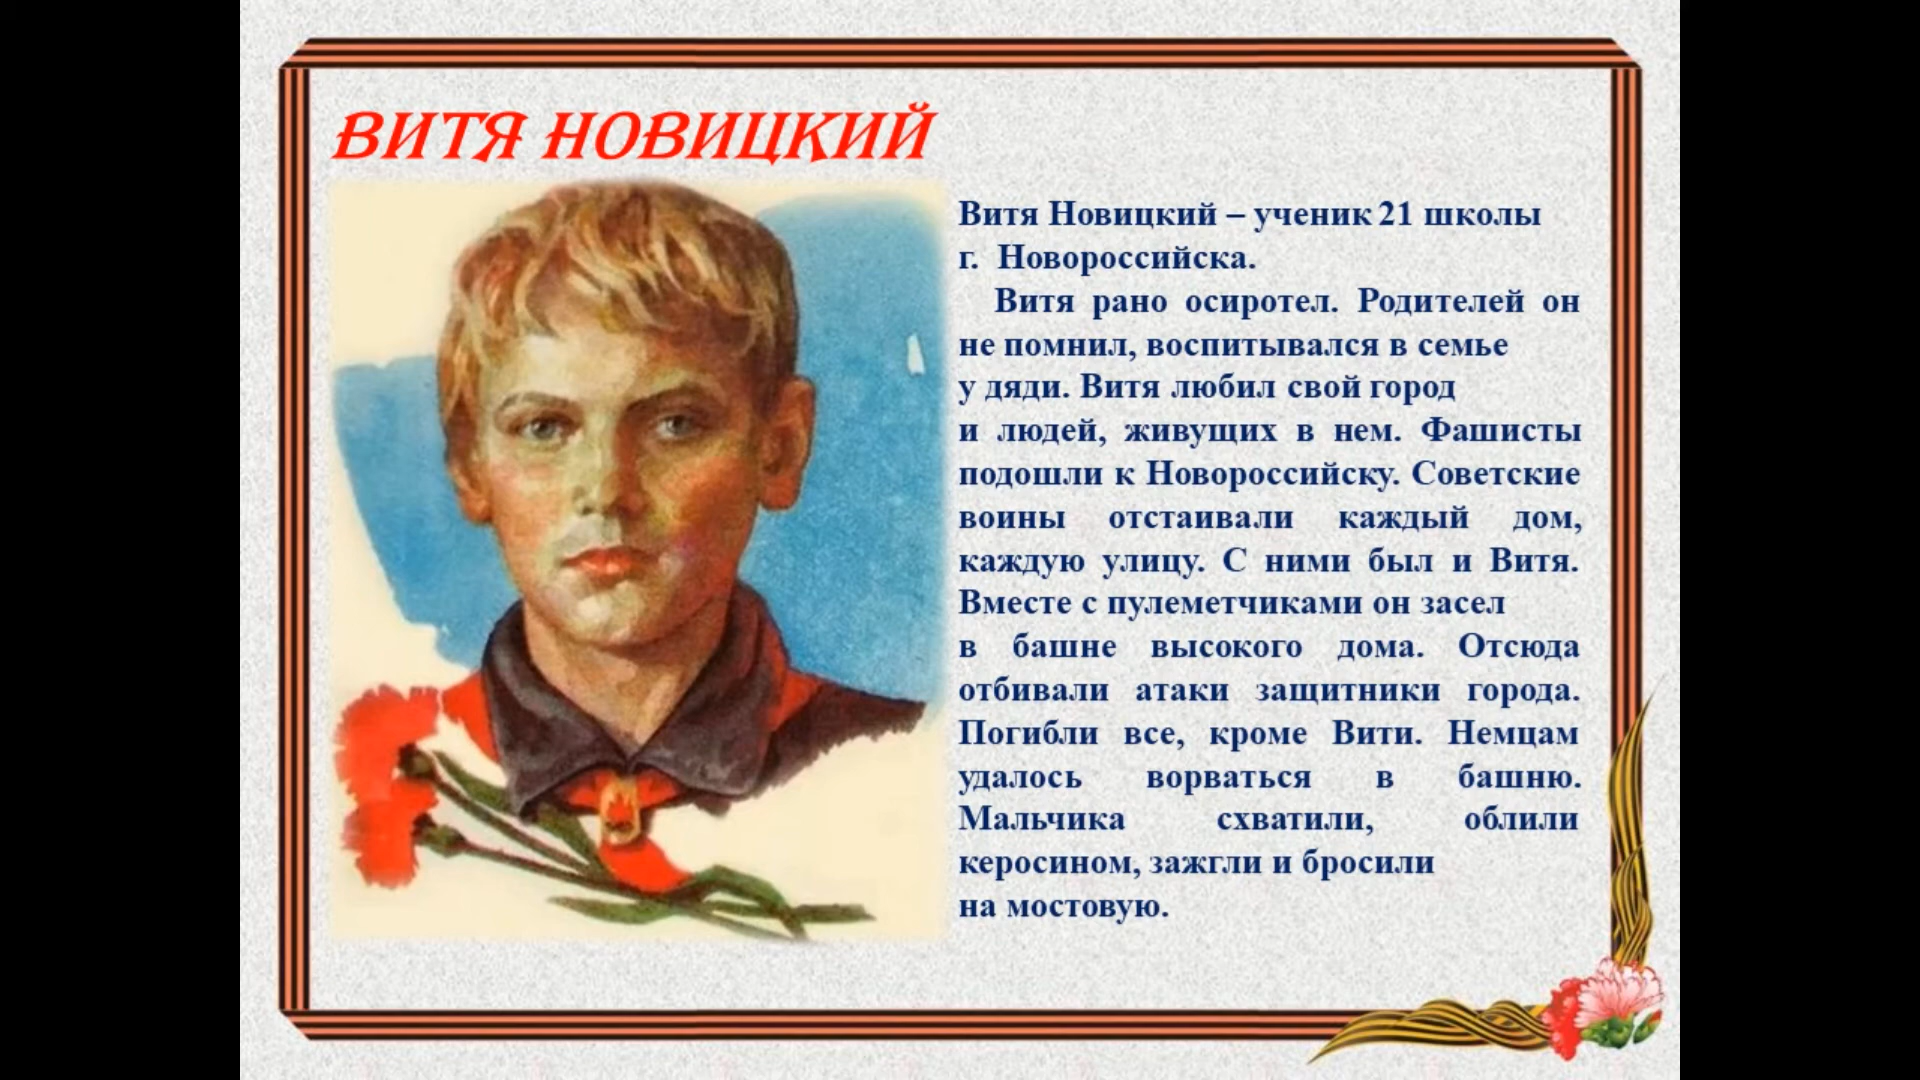 ВИТЯ НОВИЦКИЙ
Витя Новицкий – ученик 21 школы
г. Новороссийска.
Витя рано осиротел. Родителей он
не помнил, воспитывался в семье
у дяди. Витя любил свой город
и людей, живущих в нем. Фашисты
подошли к Новороссийску. Советские
воины отстаивали каждый дом,
каждую улицу. С ними был и Витя.
Вместе с пулеметчиками он засел
в башне высокого дома. Отсюда
отбивали атаки защитники города.
Погибли все, кроме Вити. Немцам
удалось ворваться в башню.
Мальчика схватили, облили
керосином, зажгли и бросили
на мостовую.